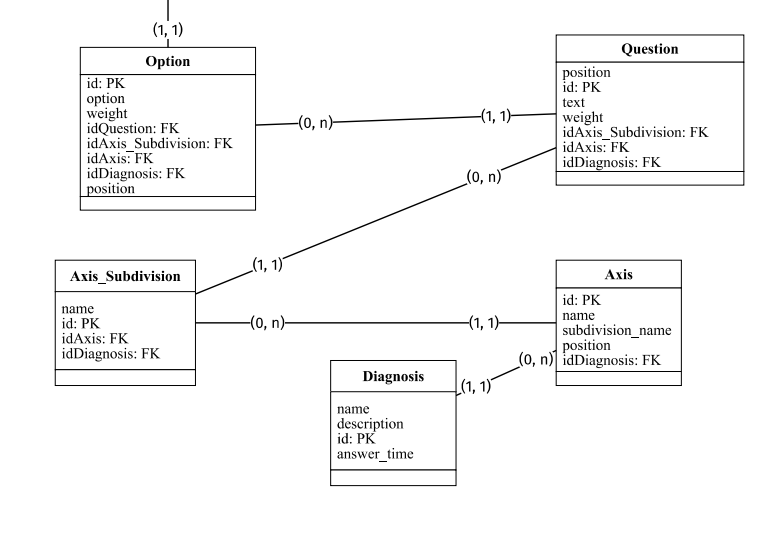 (1, 1)
Option
id: PK
option
weight
idQuestion: FK
idAxis_Subdivision: FK
idAxis: FK
idDiagnosis: FK
position
(0, n)
(1, 1)
Question
position
id: PK
text
weight
idAxis_Subdivision: FK
idAxis: FK
idDiagnosis: FK
(0, n)
(1, 1)
Axis_Subdivision
name
id: PK
idAxis: FK
idDiagnosis: FK
(0, n)
(1, 1)
Axis
id: PK
name
subdivision_name
position
idDiagnosis: FK
(0, n)
(1, 1)
Diagnosis
name
description
id: PK
answer_time